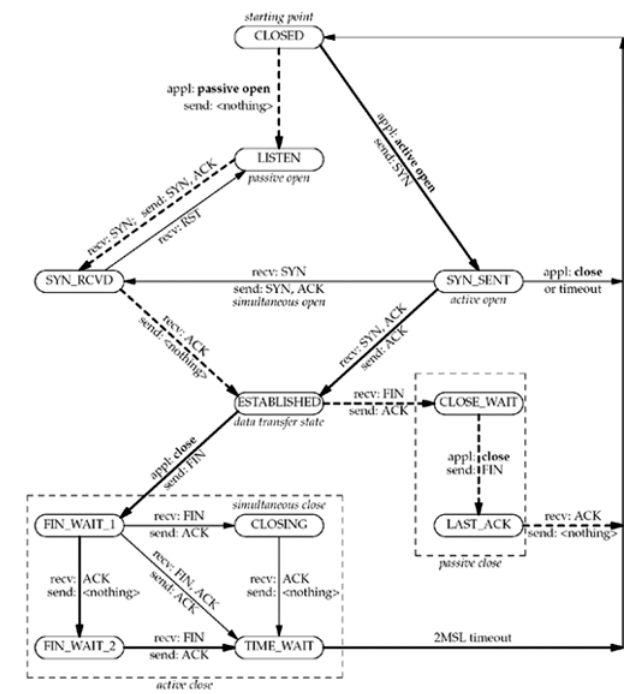 starting point
CLOSED
appl: passive open
send: <nothing>
appl: active open
send: SYN
LISTEN
passive open
recv: SYN; send: SYN, ACK
recv: RST
SYN_RCVD
recv: SYN
send: SYN, ACK
simultaneous open
SYN_SENT
active open
appl: close
or timeout
recv: ACK
send: <nothing>
recv: SYN, ACK
send: ACK
ESTABLISHED
data transfer state
recv: FIN
send: ACK
CLOSE_WAIT
appl: close
send: FIN
LAST_ACK
recv: ACK
send: <nothing>
passive close
appl: close
send: FIN
simultaneous close
FIN_WAIT_1
recv: FIN
send: ACK
CLOSING
recv: ACK
send: <nothing>
recv: FIN, ACK
send: ACK
recv: ACK
send: <nothing>
FIN_WAIT_2
recv: FIN
send: ACK
TIME_WAIT
2MSL timeout
active close